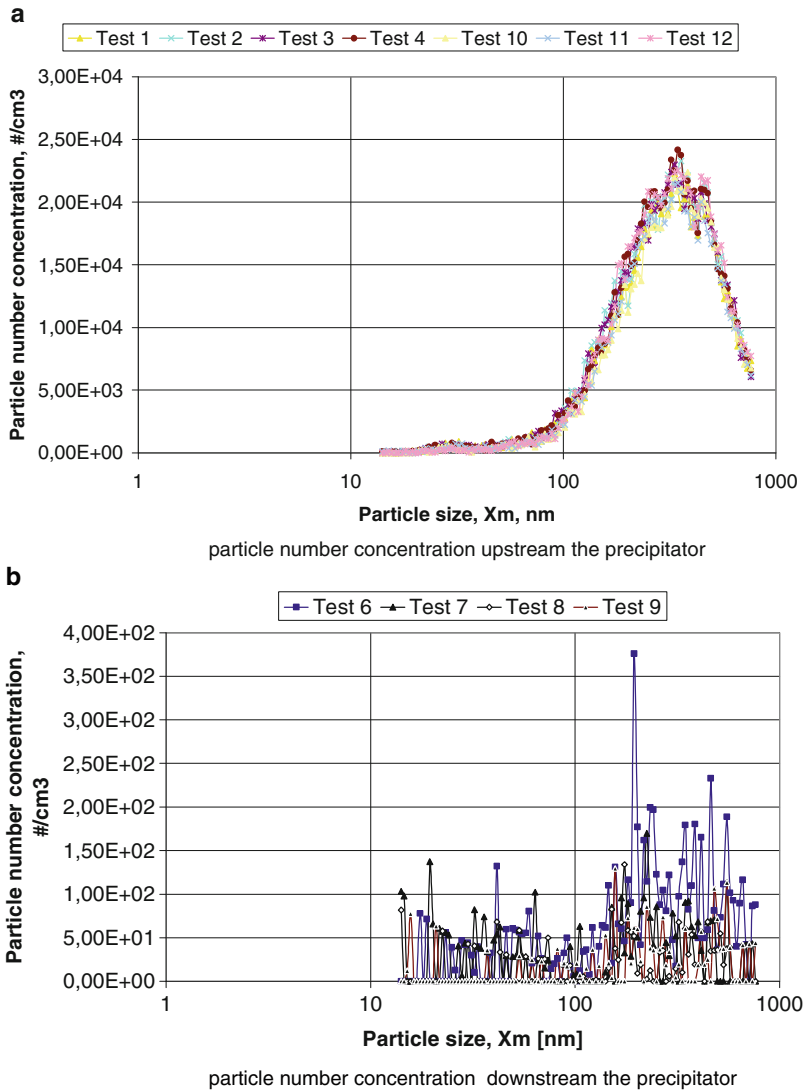 a
Test 1 Test 2 Test 3 Test 4 Test 10 Test 11 Test 12
Particle number concentration, #/cm3
3,00E+04
2,50E+04
2,00E+04
1,50E+04
1,00E+04
5,00E+03
0,00E+00
1 10 100 1000
Particle size, Xm, nm
particle number concentration upstream the precipitator
b
Test 6 Test 7 Test 8 Test 9
Particle number concentration,
#/cm3
4,00E+02
3,50E+02
3,00E+02
2,50E+02
2,00E+02
1,50E+02
1,00E+02
5,00E+01
0,00E+00
1 10 100 1000
Particle size, Xm [nm]
particle number concentration downstream the precipitator